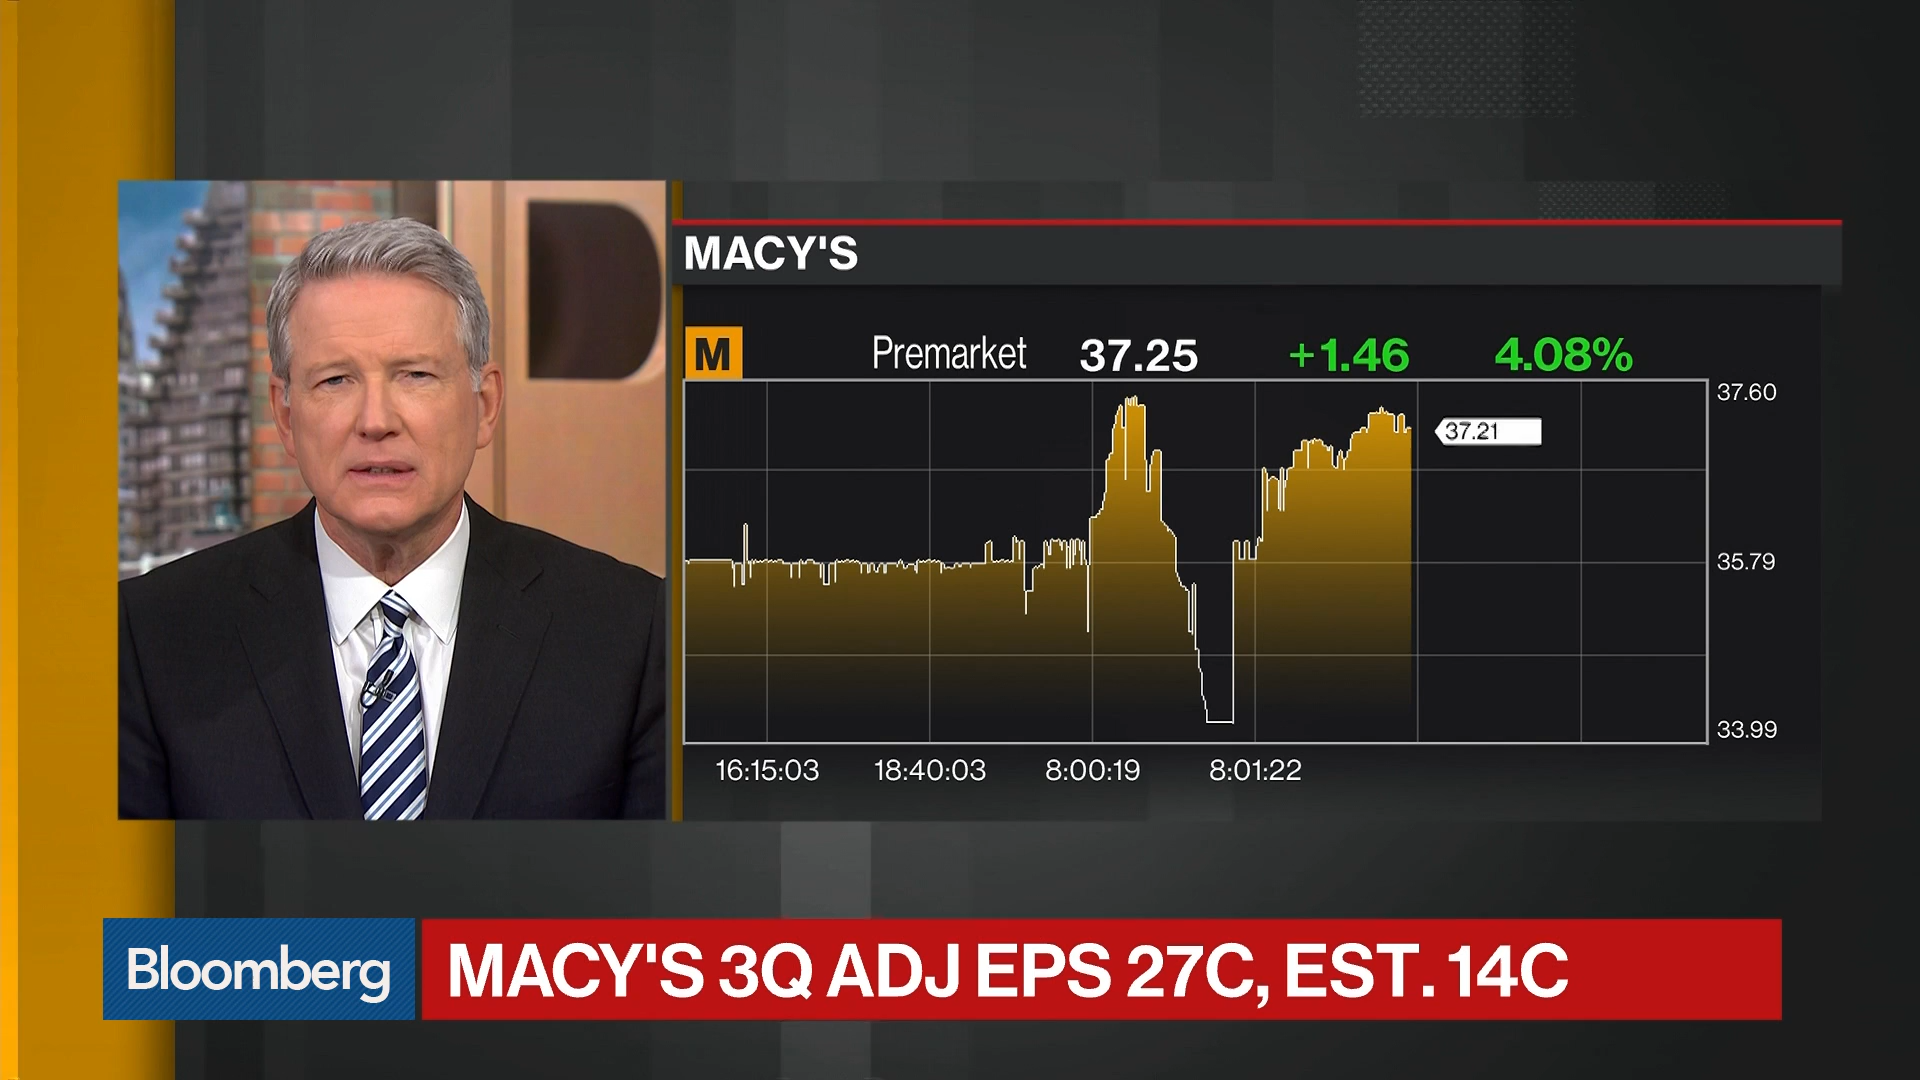 MACY'S
M Premarket 37.25 +1.46 4.08%
37.60
37.21
35.79
33.99
16:15:03 18:40:03 8:00:19 8:01:22
Bloomberg MACY'S 3Q ADJ EPS 27C, EST. 14C